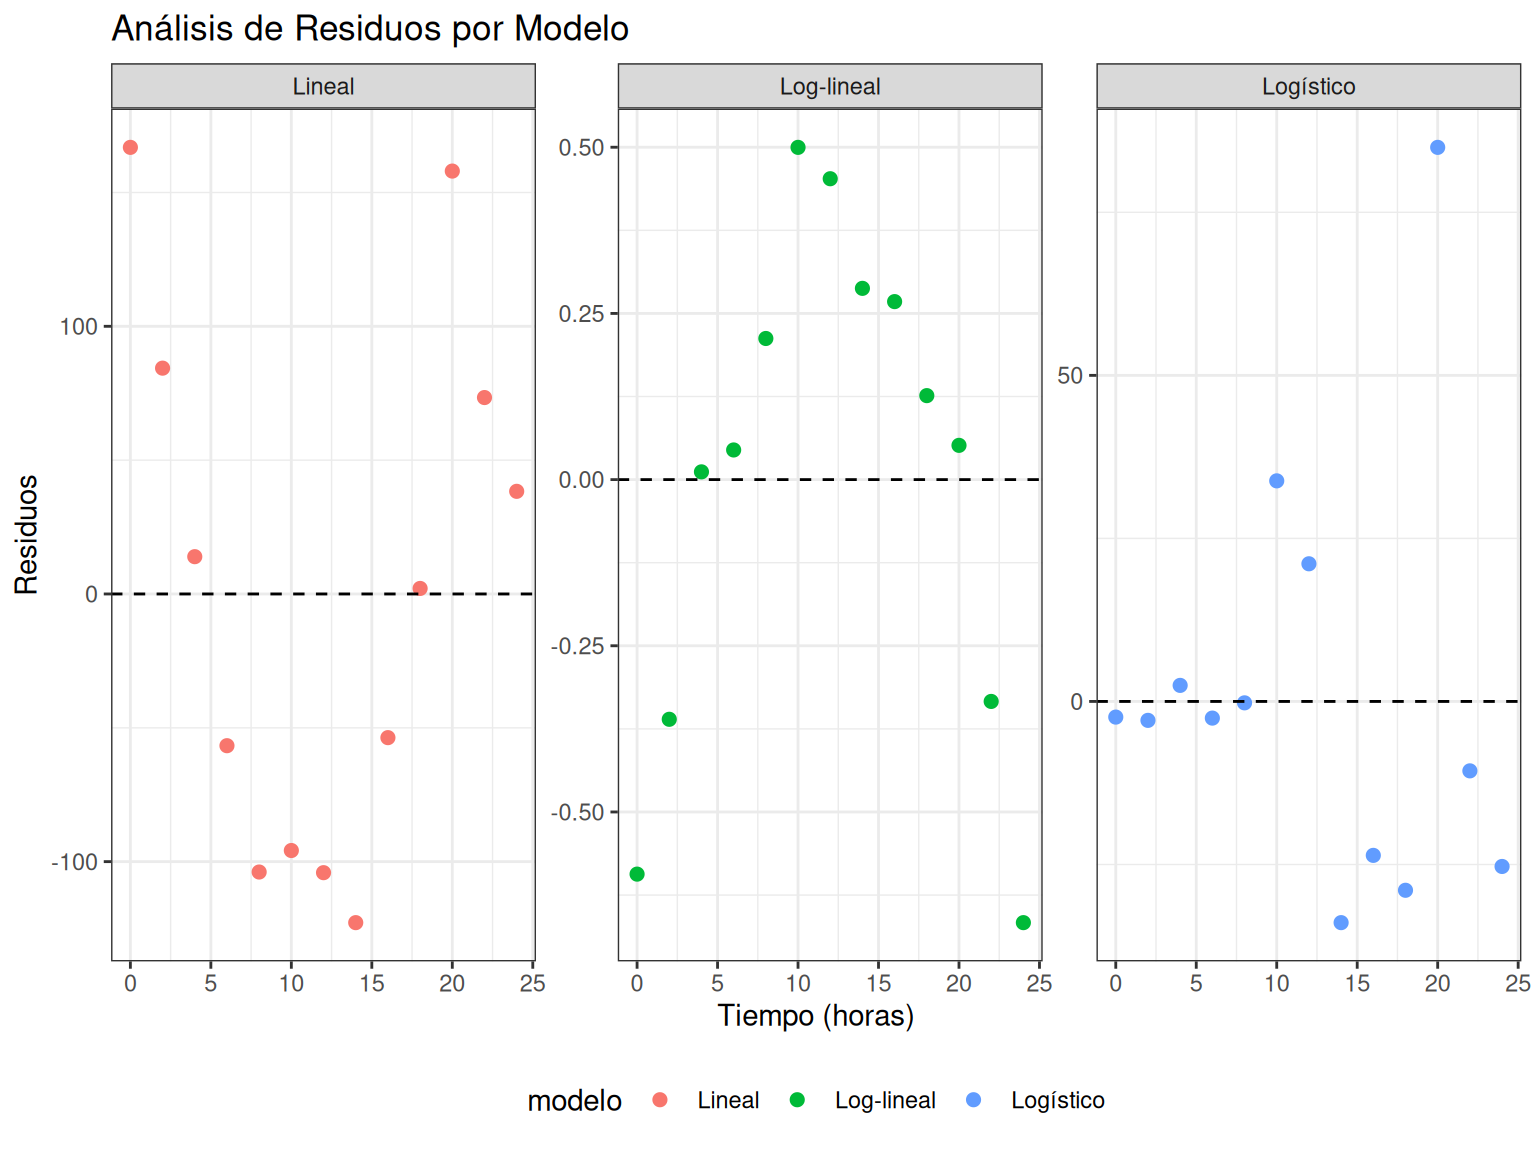 Análisis de Residuos por Modelo
Lineal
Log-lineal
Logístico
Residuos
100
0
-100
0.50
0.25
0.00
-0.25
-0.50
50
0
0 5 10 15 20 25
0 5 10 15 20 25
0 5 10 15 20 25
Tiempo (horas)
modelo Lineal Log-lineal Logístico